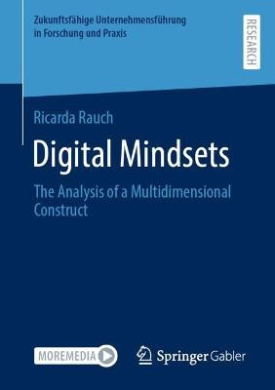 Zukunftsfähige Unternehmensführung
in Forschung und Praxis
RESEARCH
Ricarda Rauch
Digital Mindsets
The Analysis of a Multidimensional
Construct
MOREMEDIA
Springer Gabler